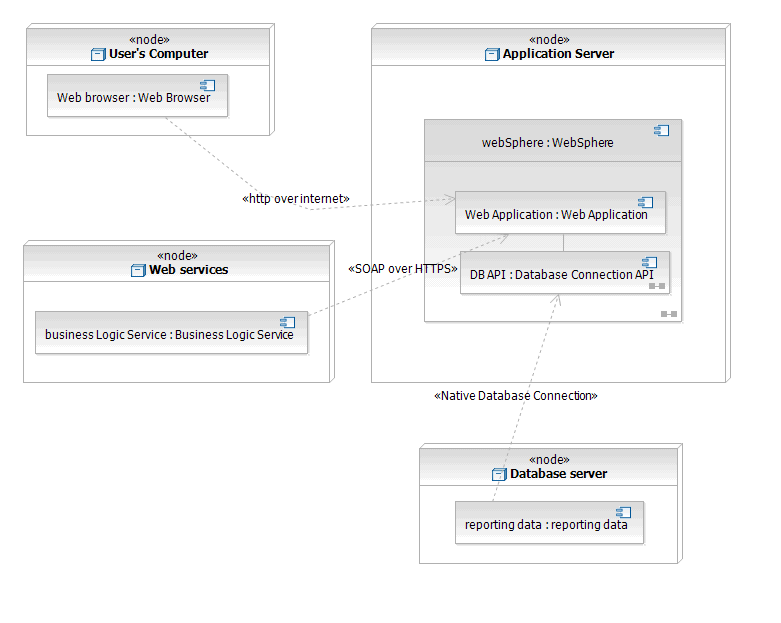 «node»
User's Computer
Web browser : Web Browser
«node»
Application Server
webSphere : WebSphere
«http over internet»
Web Application : Web Application
«node»
Web services
«SOAP over HTTPS»
DB API : Database Connection API
business Logic Service : Business Logic Service
«Native Database Connection»
«node»
Database server
reporting data : reporting data